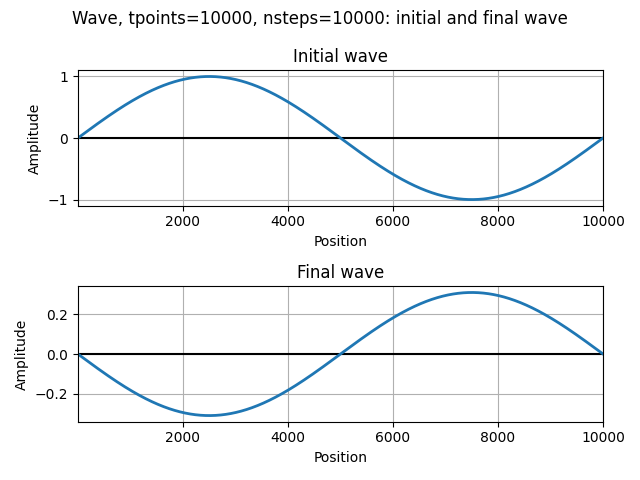 Wave, tpoints=10000, nsteps=10000: initial and final wave
Initial wave
1
0
−1
Amplitude
2000 4000 6000 8000 10000
Position
Final wave
0.2
0.0
−0.2
Amplitude
2000 4000 6000 8000 10000
Position